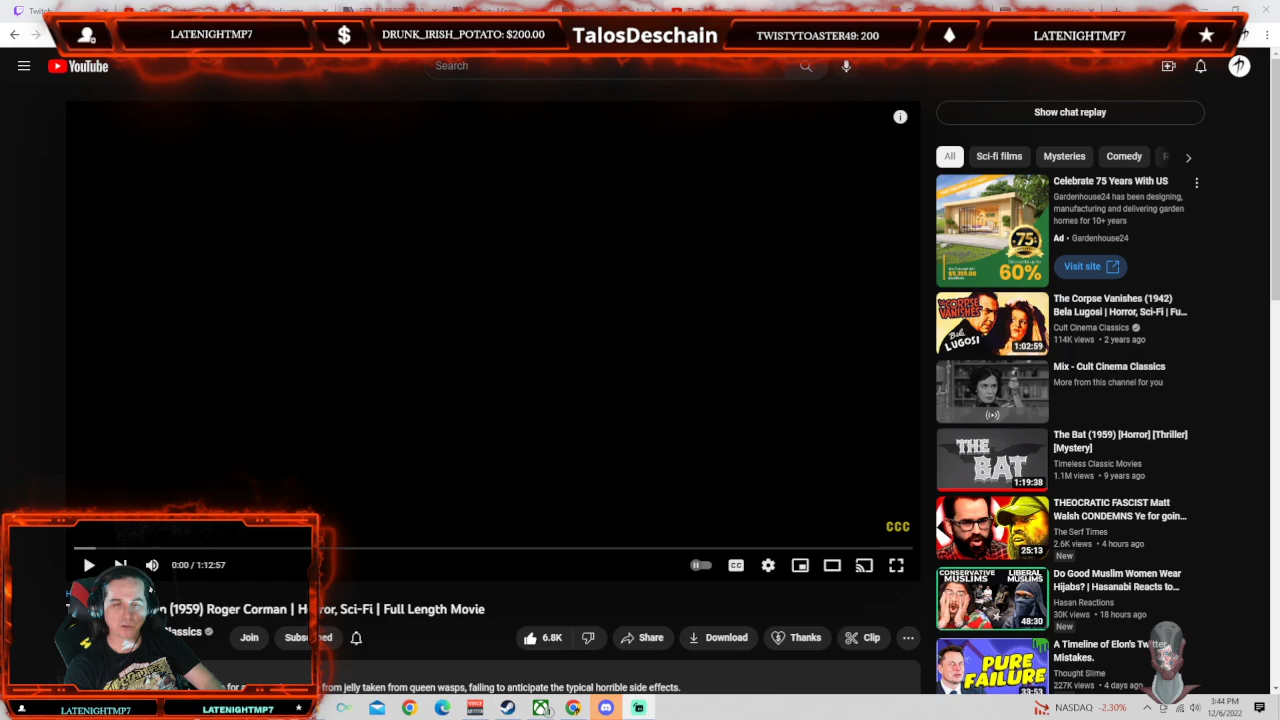 Twitch
LATENIGHTMP7
$
DRUNK_IRISH_POTATO: $200.00
TalosDeschain
TWISTYTOASTER49: 200
LATENIGHTMP7
YouTube
Search
Show chat replay
All
Sci-fi films
Mysteries
Comedy
Celebrate 75 Years With US
Gardenhouse24 has been designing,
manufacturing and delivering garden
homes for 10+ years
Ad • Gardenhouse24
Visit site
75
60%
The Corpse Vanishes (1942)
Bela Lugosi | Horror, Sci-Fi | Fu...
Cult Cinema Classics
114K views • 2 years ago
CORPSE
VANISHES
Bela
LUGOSI
1:02:59
Mix - Cult Cinema Classics
More from this channel for you
The Bat (1959) [Horror] [Thriller]
[Mystery]
Timeless Classic Movies
1.1M views • 9 years ago
THE
BAT
1:19:38
THEOCRATIC FASCIST Matt
Walsh CONDEMNS Ye for goin...
The Serf Times
2.6K views • 4 hours ago
New
25:13
CCC
0:00 / 1:12:57
CC
(1959) Roger Corman | Horror, Sci-Fi | Full Length Movie
Classics
Join
Subscribed
6.8K
Share
Download
Thanks
Clip
from jelly taken from queen wasps, failing to anticipate the typical horrible side effects.
CONSERVATIVE
MUSLIMS
LIBERAL
MUSLIMS
48:30
Do Good Muslim Women Wear
Hijabs? | Hasanabi Reacts to...
Hasan Reactions
30K views • 18 hours ago
New
PURE
FAILURE
33:53
A Timeline of Elon's Twitter
Mistakes.
Thought Slime
227K views • 4 days ago
LATENIGHTMP7
LATENIGHTMP7
NASDAQ -2.30%
3:44 PM
12/6/2022